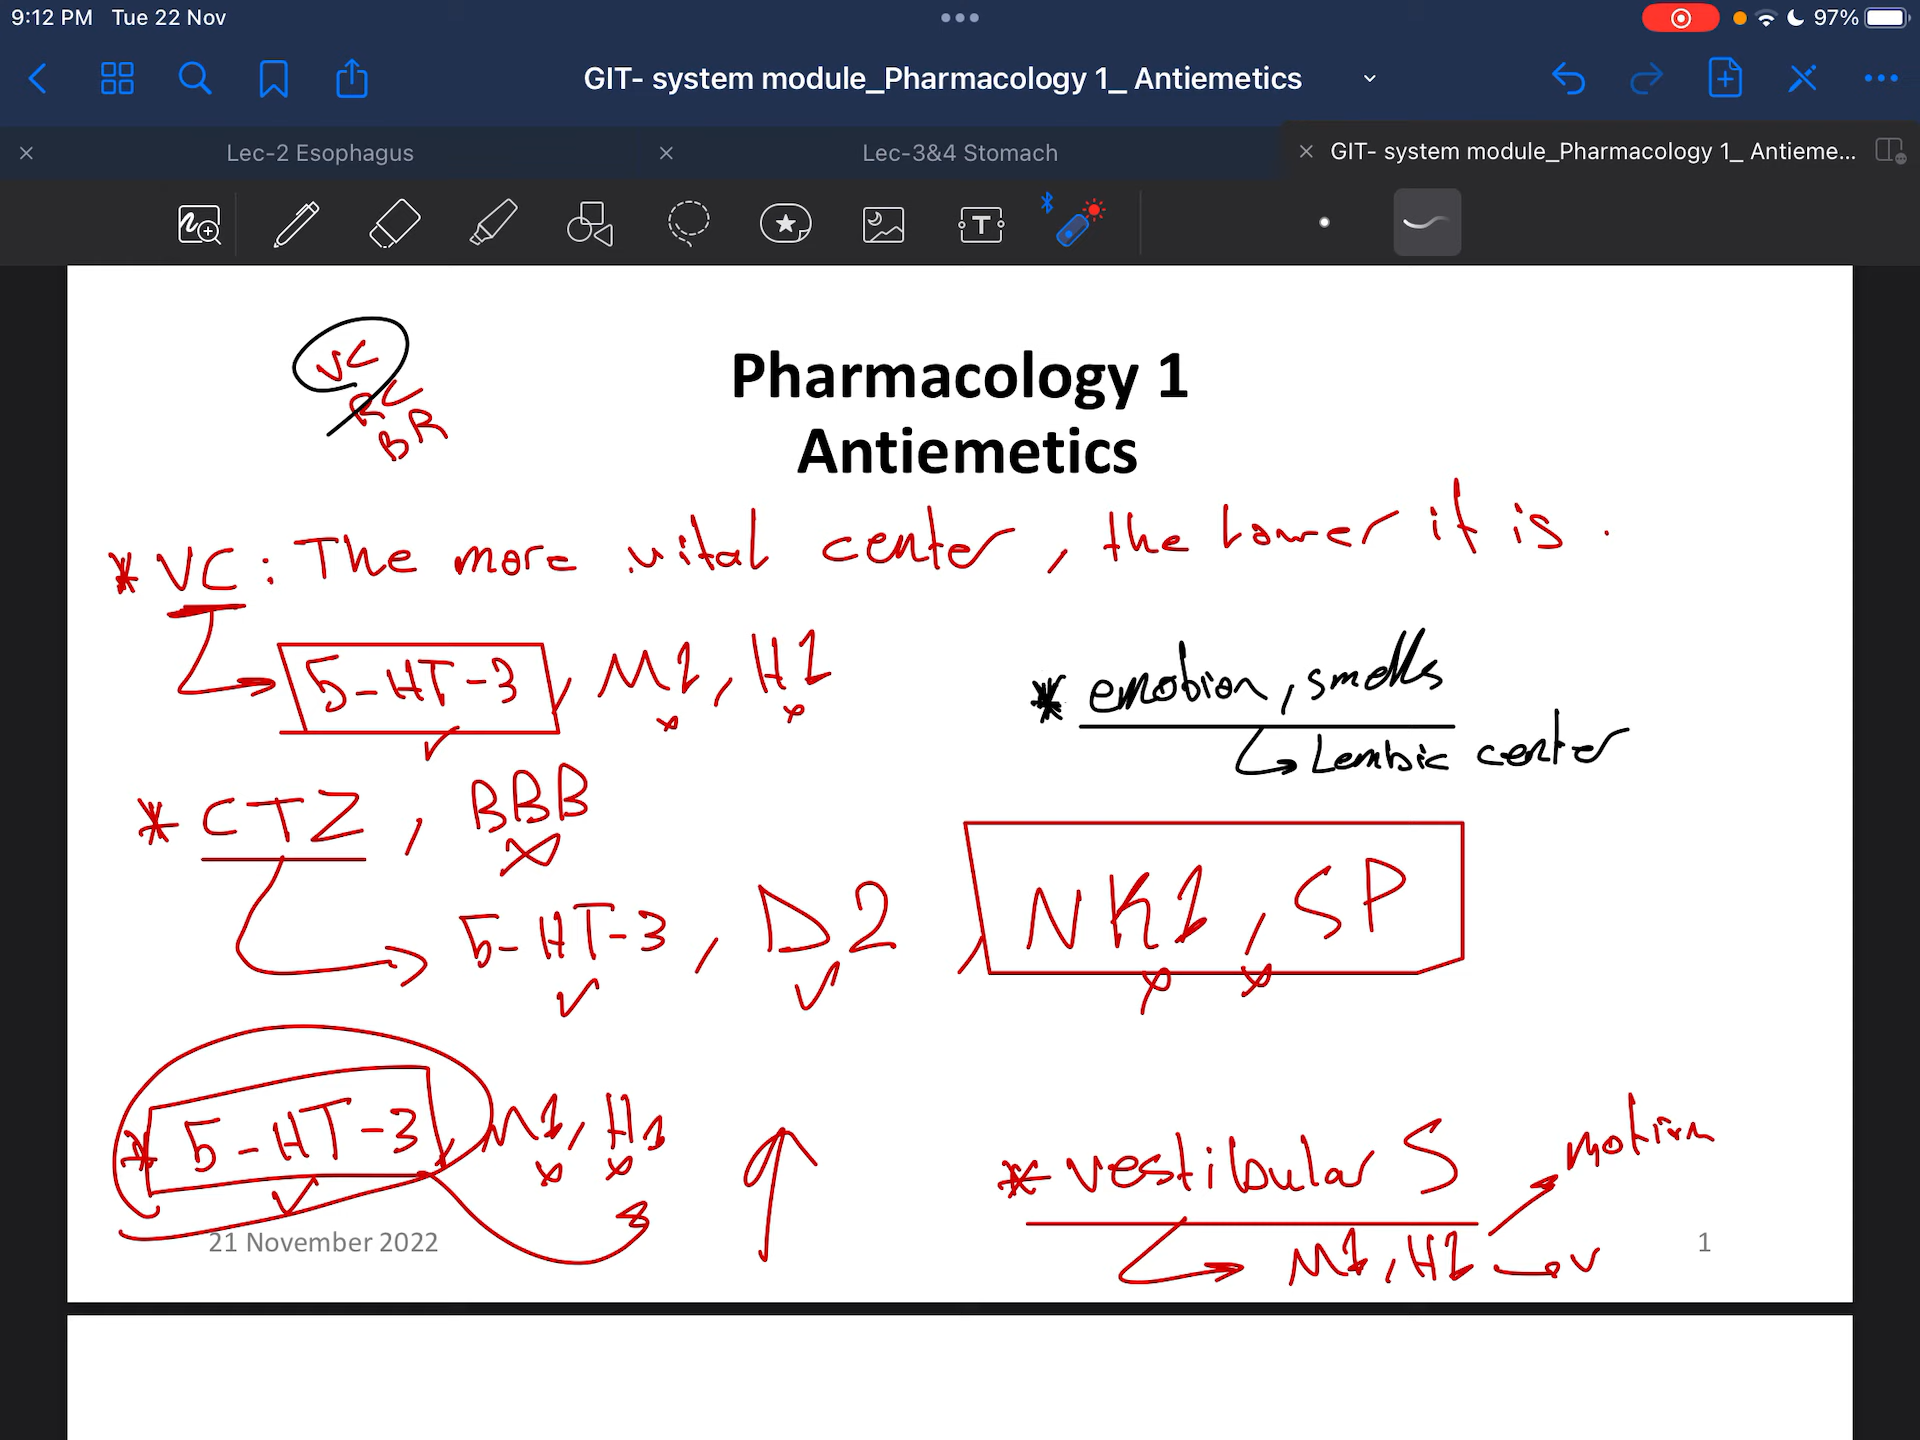 9:12 PM Tue 22 Nov
97%
GIT- system module_Pharmacology 1_ Antiemetics
Lec-2 Esophagus
Lec-3&4 Stomach
GIT- system module_Pharmacology 1_ Antieme...
T
VC
RC
BR
Pharmacology 1
Antiemetics
* VC : The more vital center , the lower it is .
5-HT-3 , M1 , H1
* emotion , smells
Lembic center
* CTZ , BBB
5-HT-3 , D2 , NK1 , SP
* 5-HT-3 , M1 , H1
* vestibular S
motion
M1 , H1
21 November 2022
1